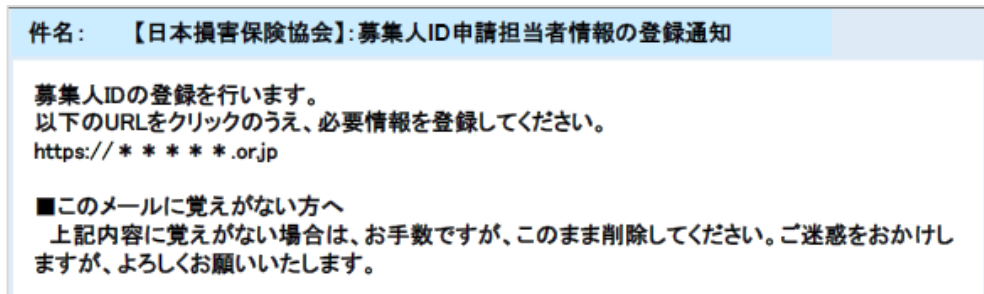 件名: 【日本損害保険協会】:募集人ID申請担当者情報の登録通知
募集人IDの登録を行います。
以下のURLをクリックのうえ、必要情報を登録してください。
https://＊＊＊＊＊.or.jp
■このメールに覚えがない方へ
上記内容に覚えがない場合は、お手数ですが、このまま削除してください。ご迷惑をおかけし
ますが、よろしくお願いいたします。